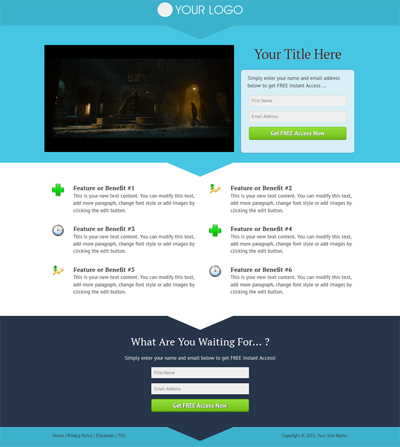 YOUR LOGO
Your Title Here
Simply enter your name and email address
below to get FREE Instant Access ...
First Name
Email Address
Get FREE Access Now
Feature or Benefit #1
This is your new text content. You can modify this text,
add more paragraph, change font style or add images by
clicking the edit button.
Feature or Benefit #2
This is your new text content. You can modify this text,
add more paragraph, change font style or add images by
clicking the edit button.
Feature or Benefit #3
This is your new text content. You can modify this text,
add more paragraph, change font style or add images by
clicking the edit button.
Feature or Benefit #4
This is your new text content. You can modify this text,
add more paragraph, change font style or add images by
clicking the edit button.
Feature or Benefit #5
This is your new text content. You can modify this text,
add more paragraph, change font style or add images by
clicking the edit button.
Feature or Benefit #6
This is your new text content. You can modify this text,
add more paragraph, change font style or add images by
clicking the edit button.
What Are You Waiting For... ?
Simply enter your name and email below to get FREE Instant Access!
First Name
Email Address
Get FREE Access Now
Home | Privacy Policy | Disclaimer | TOS
Copyright © 2013. Your Site Name.